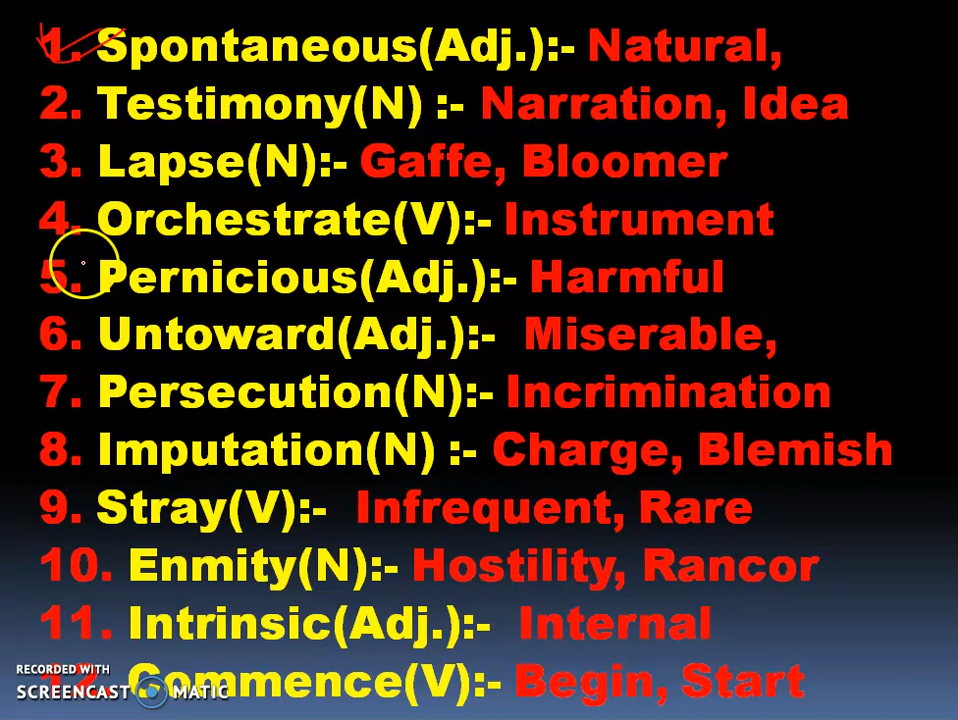 1. Spontaneous(Adj.):- Natural,
2. Testimony(N) :- Narration, Idea
3. Lapse(N):- Gaffe, Bloomer
4. Orchestrate(V):- Instrument
5. Pernicious(Adj.):- Harmful
6. Untoward(Adj.):- Miserable,
7. Persecution(N):- Incrimination
8. Imputation(N) :- Charge, Blemish
9. Stray(V):- Infrequent, Rare
10. Enmity(N):- Hostility, Rancor
11. Intrinsic(Adj.):- Internal
12. Commence(V):- Begin, Start
RECORDED WITH
SCREENCAST MATIC